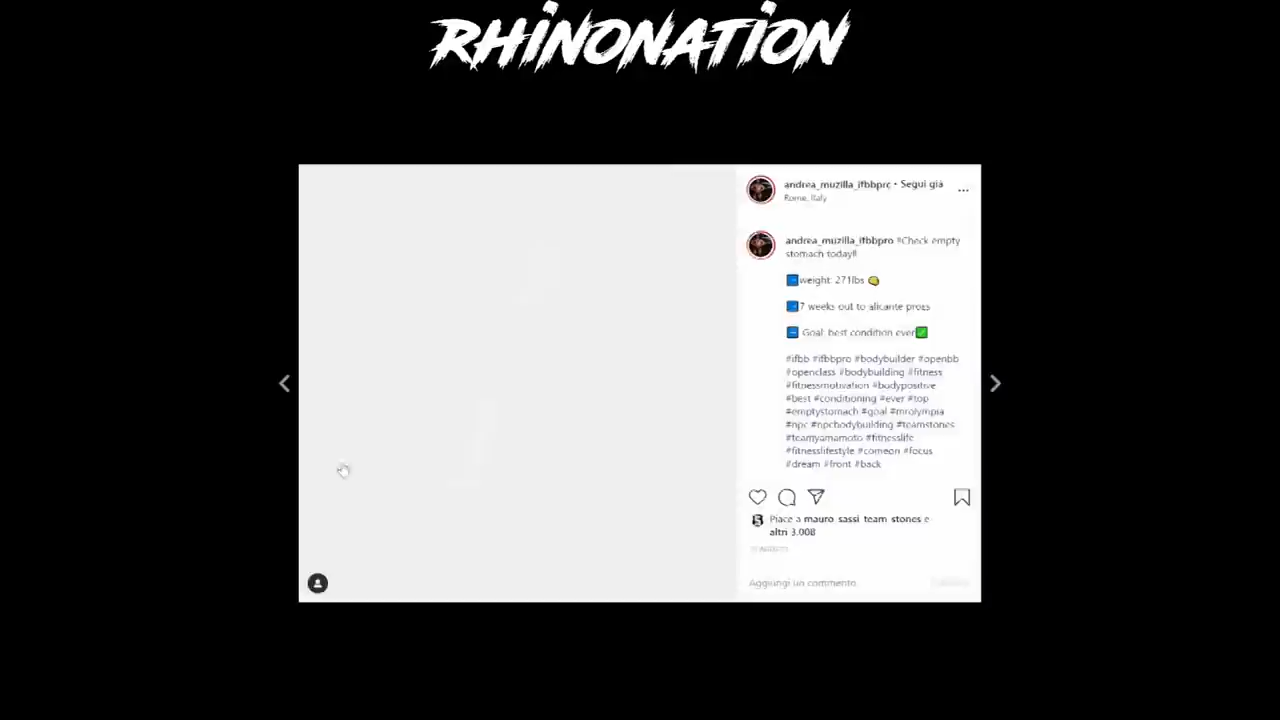 RHINONATION
andrea_muzilla_ifbbprc • Segui già
Rome, Italy
andrea_muzilla_ifbbpro #Check empty
stomach today!!
weight: 271lbs
7 weeks out to alicante pross
Goal: best condition ever
#ifbb #ifbbpro #bodybuilder #openbb
#openclass #bodybuilding #fitness
#fitnessmotivation #bodypositive
#best #conditioning #ever #top
#emptystomach #goal #mrolympia
#npc #npcbodybuilding #teamstones
#teamyamamoto #fitnesslife
#fitnesslifestyle #comeon #focus
#dream #front #back
Piace a mauro_sassi_team_stones e
altri 3.008
Aggiungi un commento